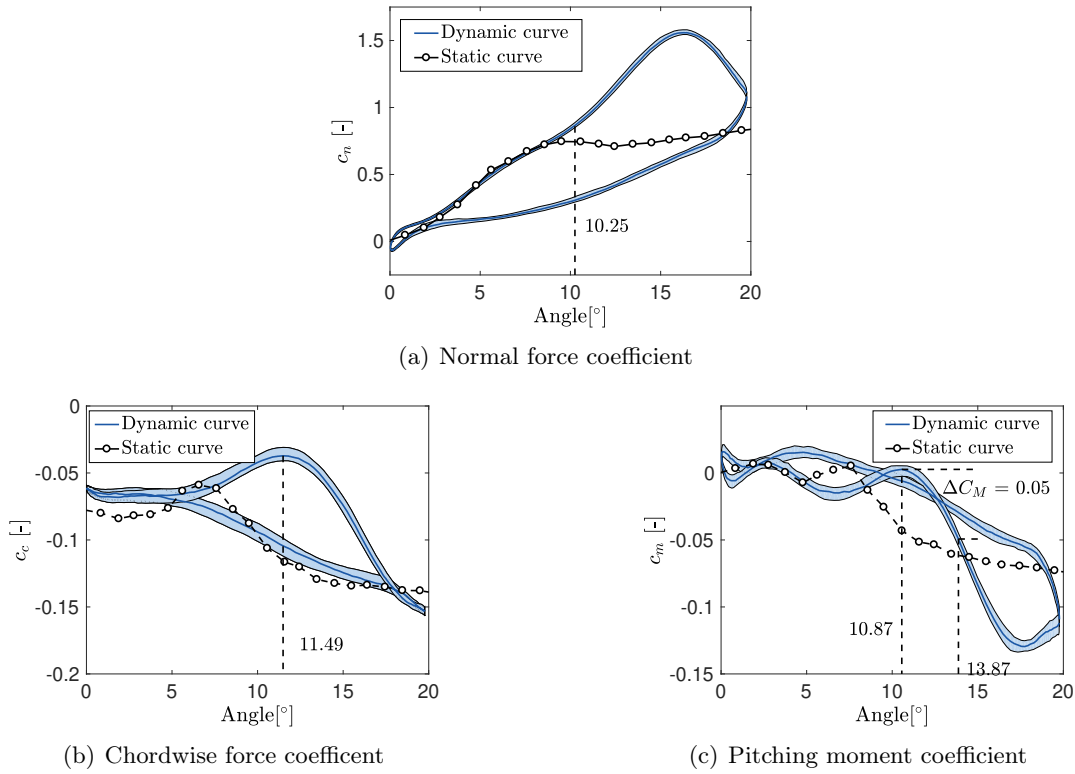 Dynamic curve
Static curve
1.5
1
0.5
0
c_n [-]
10.25
0 5 10 15 20
Angle[°]
(a) Normal force coefficient
0
-0.05
-0.1
-0.15
-0.2
c_c [-]
Dynamic curve
Static curve
11.49
0 5 10 15 20
Angle[°]
(b) Chordwise force coefficent
0
-0.05
-0.1
-0.15
c_m [-]
Dynamic curve
Static curve
ΔC_M = 0.05
10.87
13.87
0 5 10 15 20
Angle[°]
(c) Pitching moment coefficient